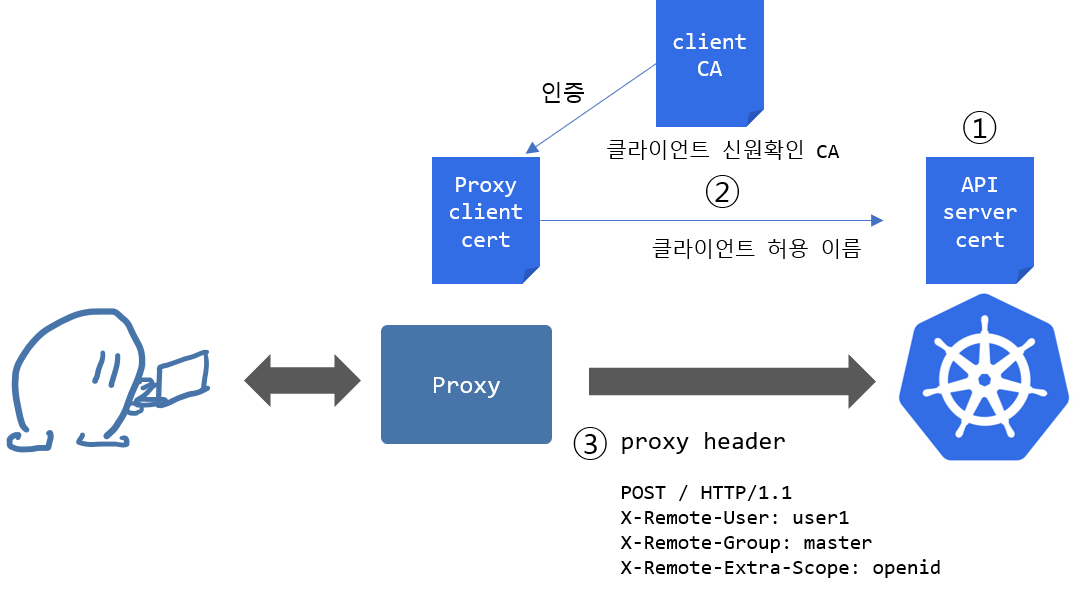 client
CA
인증
클라이언트 신원확인 CA
①
Proxy
client
cert
②
API
server
cert
클라이언트 허용 이름
Proxy
③ proxy header
POST / HTTP/1.1
X-Remote-User: user1
X-Remote-Group: master
X-Remote-Extra-Scope: openid